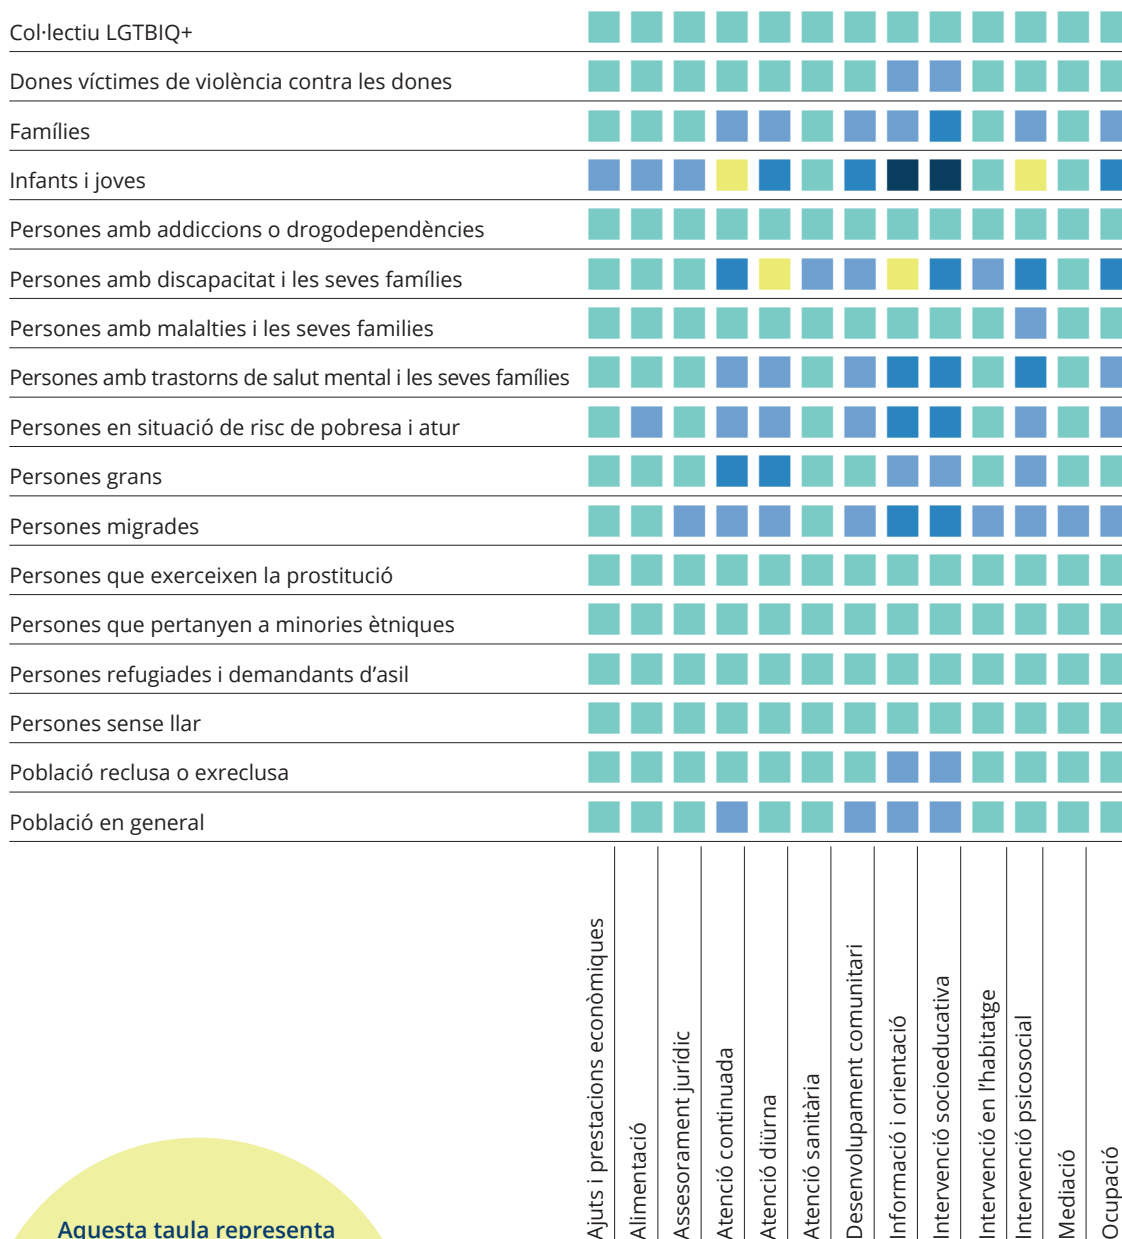 Col·lectiu LGTBIQ+
Dones víctimes de violència contra les dones
Famílies
Infants i joves
Persones amb addiccions o drogodependències
Persones amb discapacitat i les seves famílies
Persones amb malalties i les seves families
Persones amb trastorns de salut mental i les seves famílies
Persones en situació de risc de pobresa i atur
Persones grans
Persones migrades
Persones que exerceixen la prostitució
Persones que pertanyen a minories ètniques
Persones refugiades i demandants d'asil
Persones sense llar
Població reclusa o exreclusa
Població en general
Ajuts i prestacions econòmiques
Alimentació
Assesorament jurídic
Atenció continuada
Atenció diürna
Atenció sanitària
Desenvolupament comunitari
Informació i orientació
Intervenció socioeducativa
Intervenció en l'habitatge
Intervenció psicosocial
Mediació
Ocupació
Aquesta taula representa